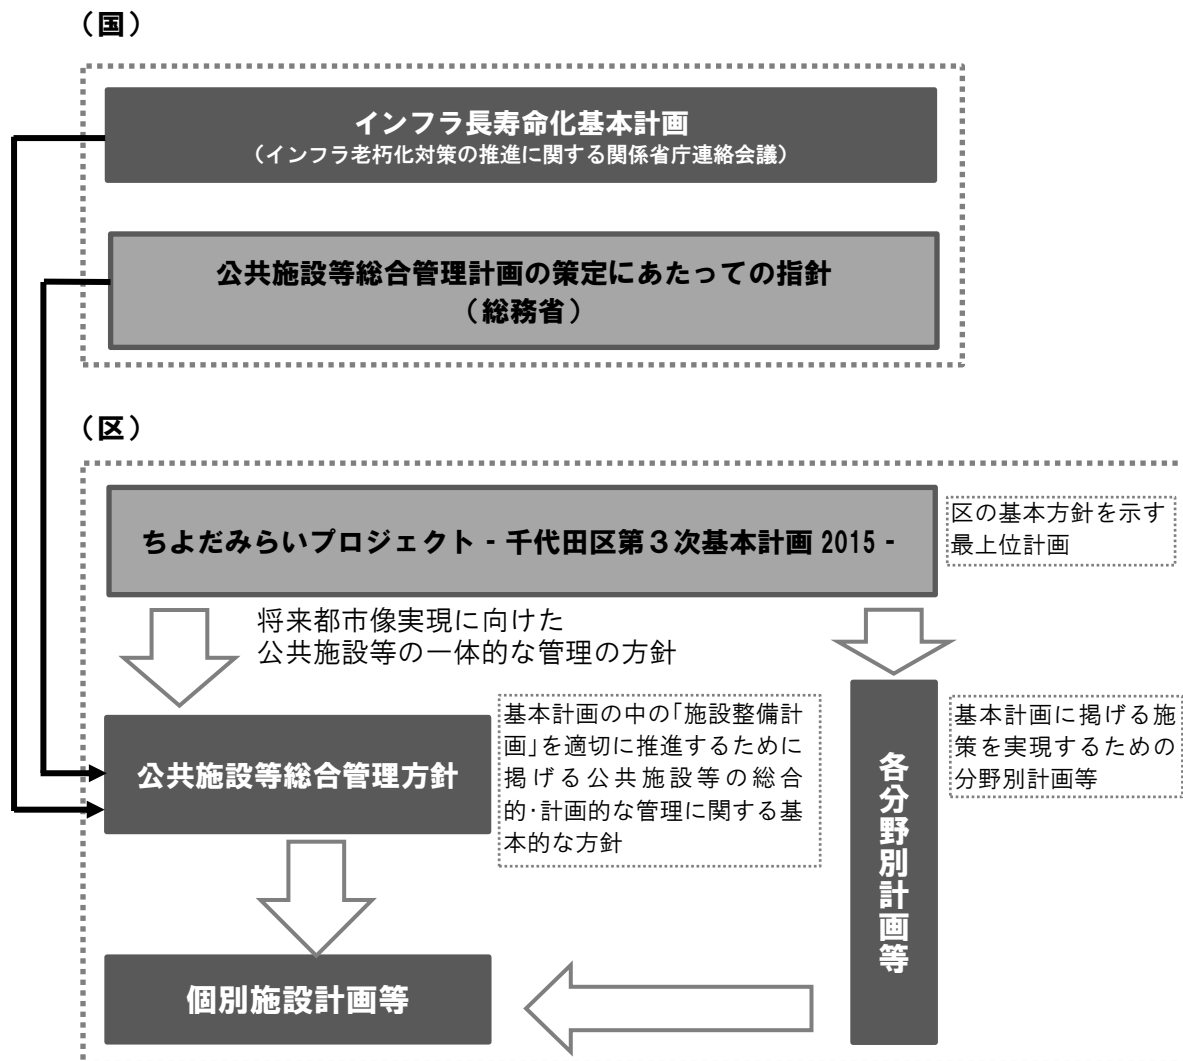 （国）
インフラ長寿命化基本計画
（インフラ老朽化対策の推進に関する関係省庁連絡会議）
公共施設等総合管理計画の策定にあたっての指針
（総務省）
（区）
ちよだみらいプロジェクト - 千代田区第３次基本計画 2015 -
区の基本方針を示す
最上位計画
将来都市像実現に向けた
公共施設等の一体的な管理の方針
公共施設等総合管理方針
基本計画の中の｢施設整備計
画｣を適切に推進するために
掲げる公共施設等の総合
的･計画的な管理に関する基
本的な方針
各分野別計画等
基本計画に掲げる施
策を実現するための
分野別計画等
個別施設計画等